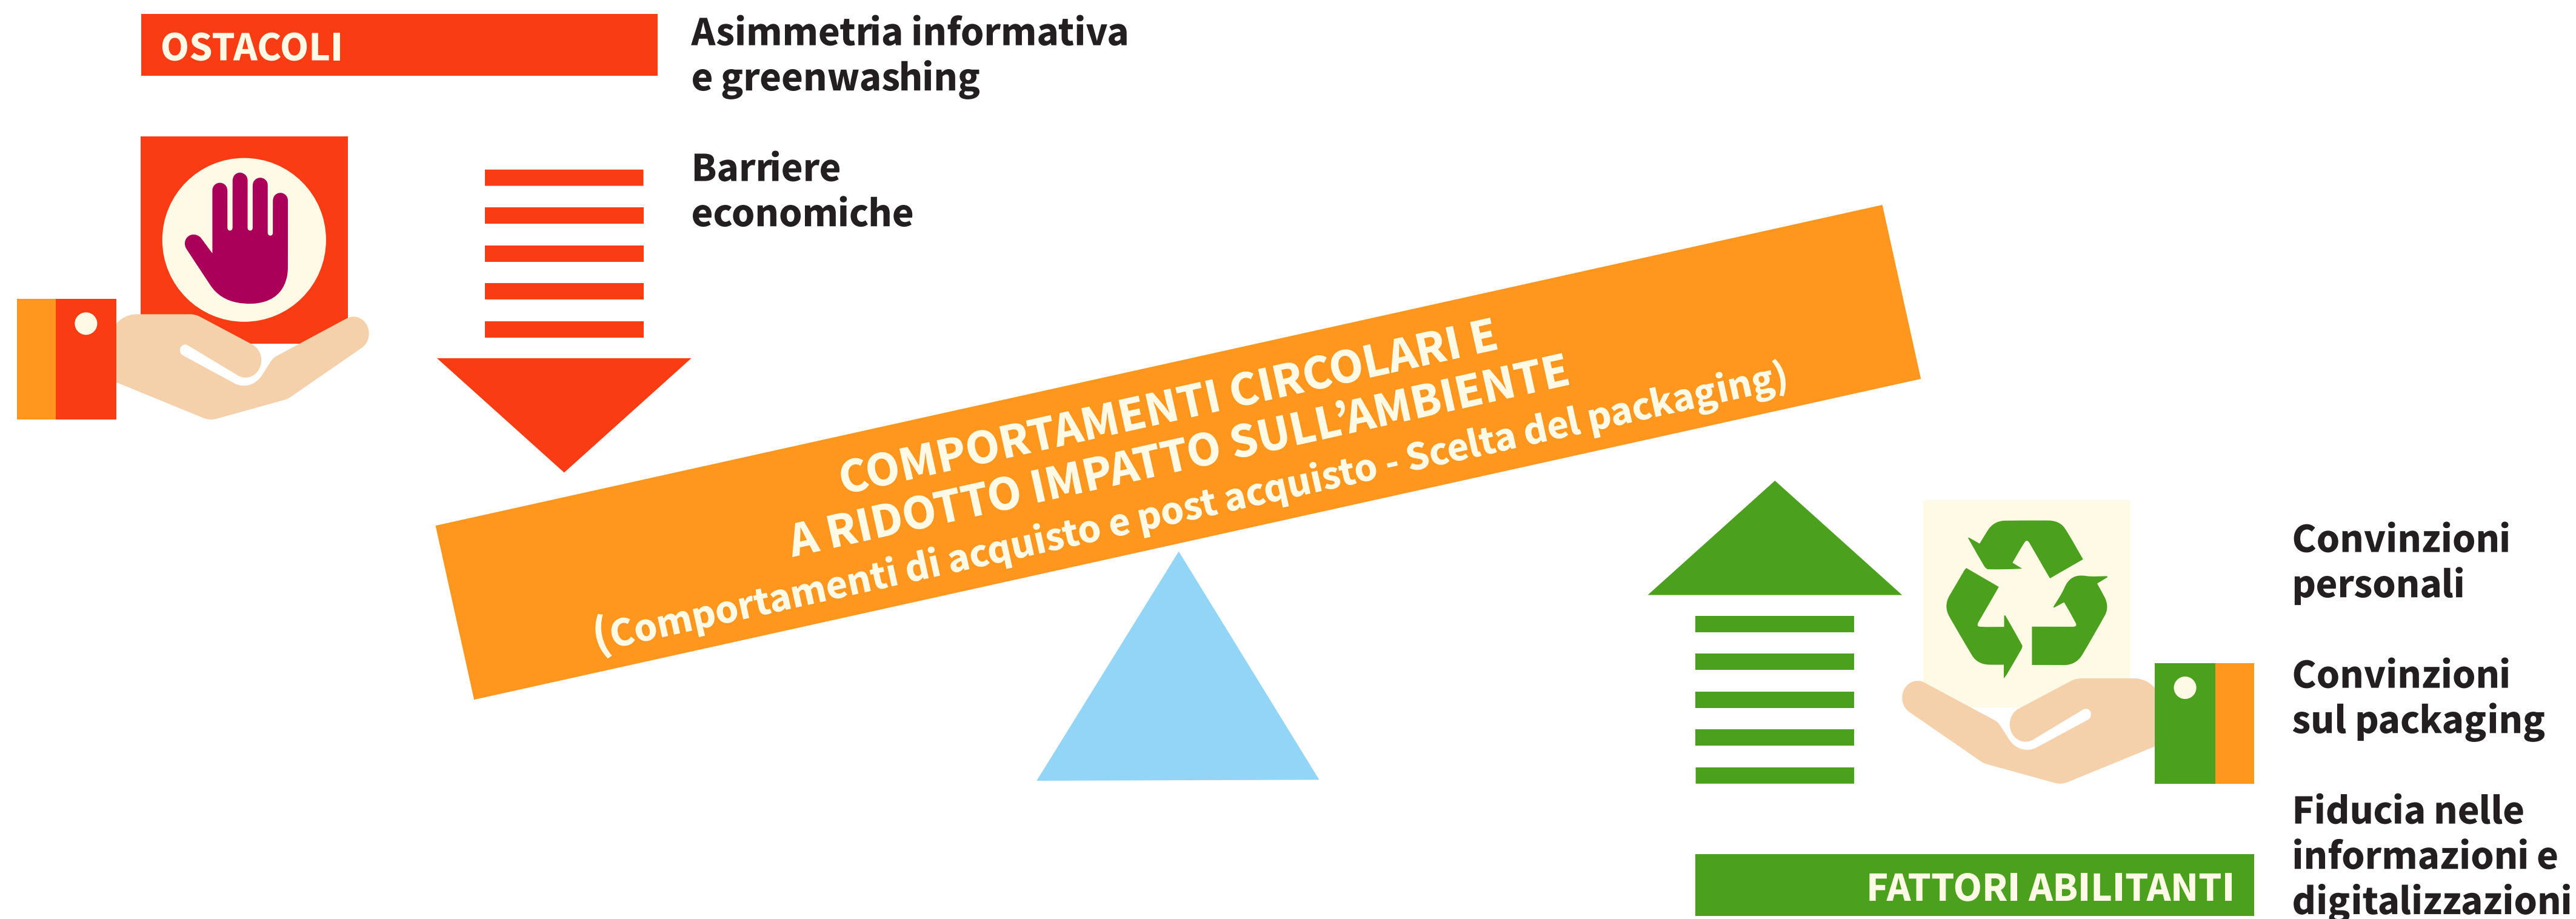 OSTACOLI
Asimmetria informativa
e greenwashing
Barriere
economiche
COMPORTAMENTI CIRCOLARI E
A RIDOTTO IMPATTO SULL’AMBIENTE
(Comportamenti di acquisto e post acquisto - Scelta del packaging)
Convinzioni
personali
Convinzioni
sul packaging
Fiducia nelle
informazioni e
digitalizzazioni
FATTORI ABILITANTI